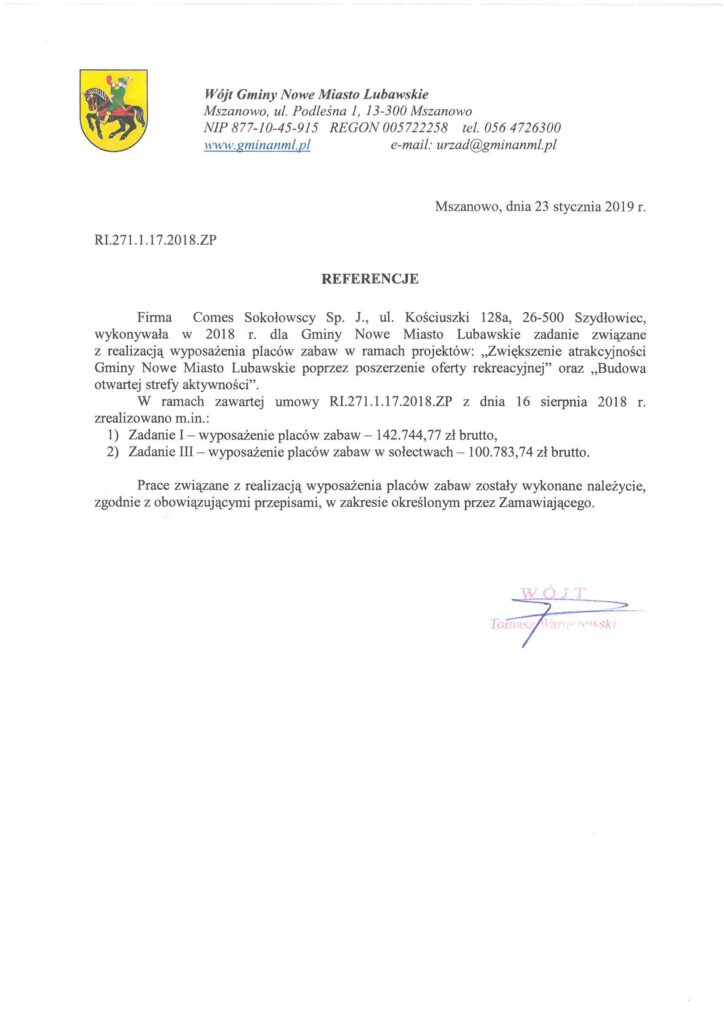 Wójt Gminy Nowe Miasto Lubawskie
Mszanowo, ul. Podleśna 1, 13-300 Mszanowo
NIP 877-10-45-915 REGON 005722258 tel. 056 4726300
www.gminanml.pl e-mail: urzad@gminanml.pl
Mszanowo, dnia 23 stycznia 2019 r.
RI.271.1.17.2018.ZP
REFERENCJE
Firma Comes Sokołowscy Sp. J., ul. Kościuszki 128a, 26-500 Szydłowiec,
wykonywała w 2018 r. dla Gminy Nowe Miasto Lubawskie zadanie związane
z realizacją wyposażenia placów zabaw w ramach projektów: „Zwiększenie atrakcyjności
Gminy Nowe Miasto Lubawskie poprzez poszerzenie oferty rekreacyjnej” oraz „Budowa
otwartej strefy aktywności”.
W ramach zawartej umowy RI.271.1.17.2018.ZP z dnia 16 sierpnia 2018 r.
zrealizowano m.in.:
1) Zadanie I – wyposażenie placów zabaw – 142.744,77 zł brutto,
2) Zadanie III – wyposażenie placów zabaw w sołectwach – 100.783,74 zł brutto.
Prace związane z realizacją wyposażenia placów zabaw zostały wykonane należycie,
zgodnie z obowiązującymi przepisami, w zakresie określonym przez Zamawiającego.
WÓJT
Tomasz